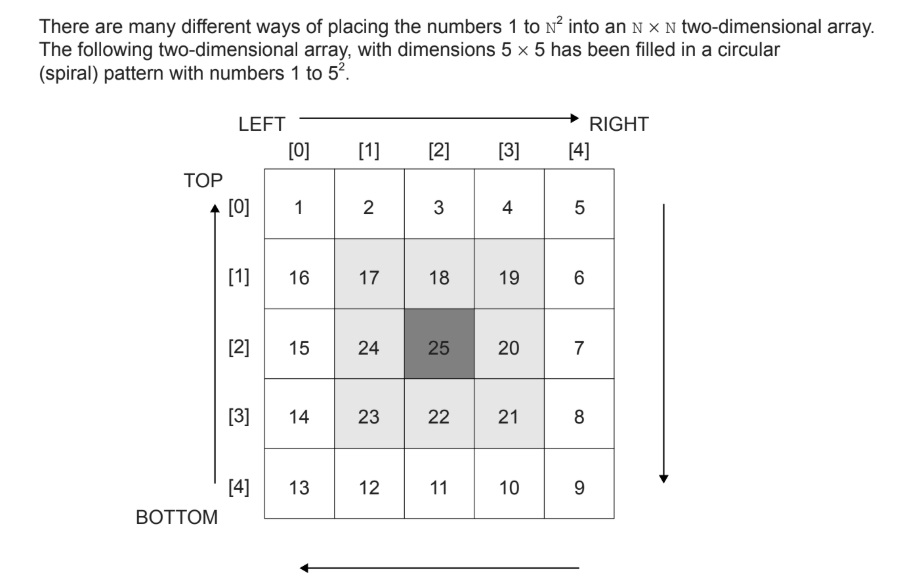 There are many different ways of placing the numbers 1 to N² into an N × N two-dimensional array.
The following two-dimensional array, with dimensions 5 × 5 has been filled in a circular
(spiral) pattern with numbers 1 to 5².
LEFT RIGHT
[0] [1] [2] [3] [4]
TOP
[0] 1 2 3 4 5
[1] 16 17 18 19 6
[2] 15 24 25 20 7
[3] 14 23 22 21 8
[4] 13 12 11 10 9
BOTTOM